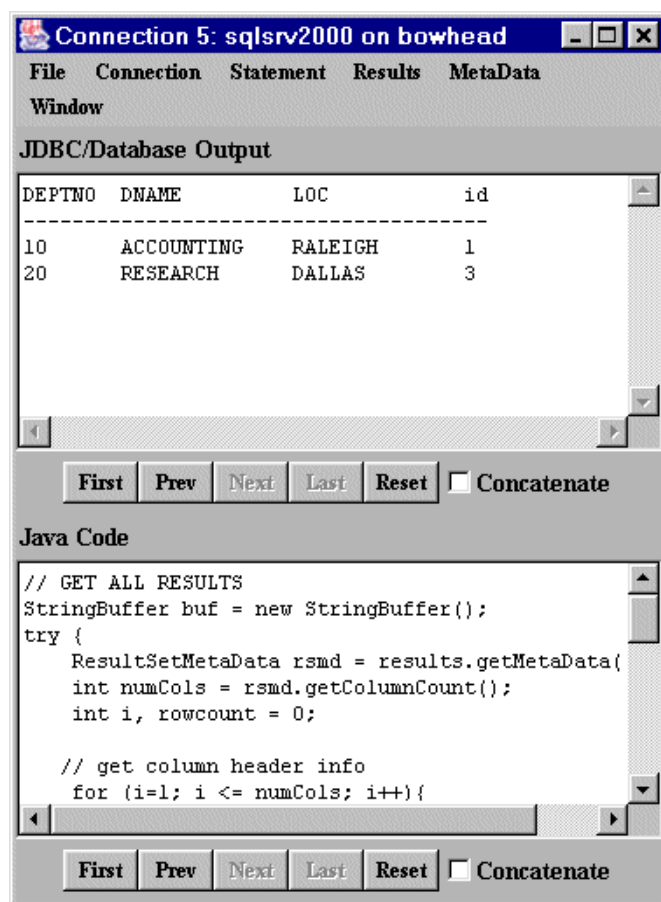 Connection 5: sqlsrv2000 on bowhead
File Connection Statement Results MetaData
Window
JDBC/Database Output
DEPTNO DNAME LOC id
---------------------------------------
10 ACCOUNTING RALEIGH 1
20 RESEARCH DALLAS 3
First Prev Next Last Reset Concatenate
Java Code
// GET ALL RESULTS
StringBuffer buf = new StringBuffer();
try {
    ResultSetMetaData rsmd = results.getMetaData(
    int numCols = rsmd.getColumnCount();
    int i, rowcount = 0;
   // get column header info
    for (i=1; i <= numCols; i++){
First Prev Next Last Reset Concatenate